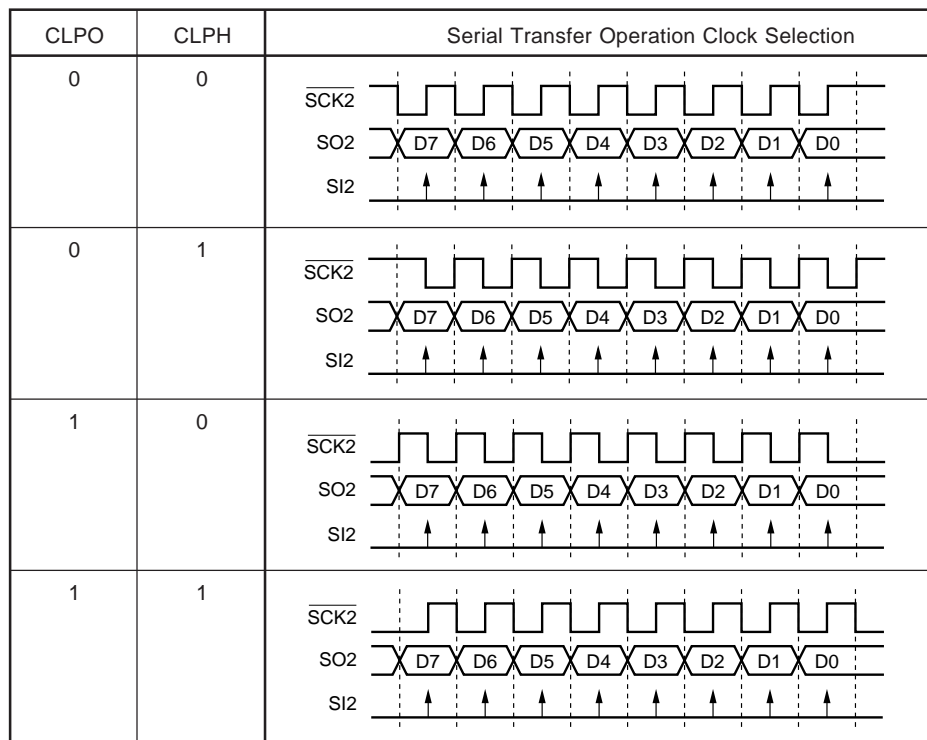 CLPO CLPH Serial Transfer Operation Clock Selection
0 0
SCK2
SO2 D7 D6 D5 D4 D3 D2 D1 D0
SI2
0 1
SCK2
SO2 D7 D6 D5 D4 D3 D2 D1 D0
SI2
1 0
SCK2
SO2 D7 D6 D5 D4 D3 D2 D1 D0
SI2
1 1
SCK2
SO2 D7 D6 D5 D4 D3 D2 D1 D0
SI2